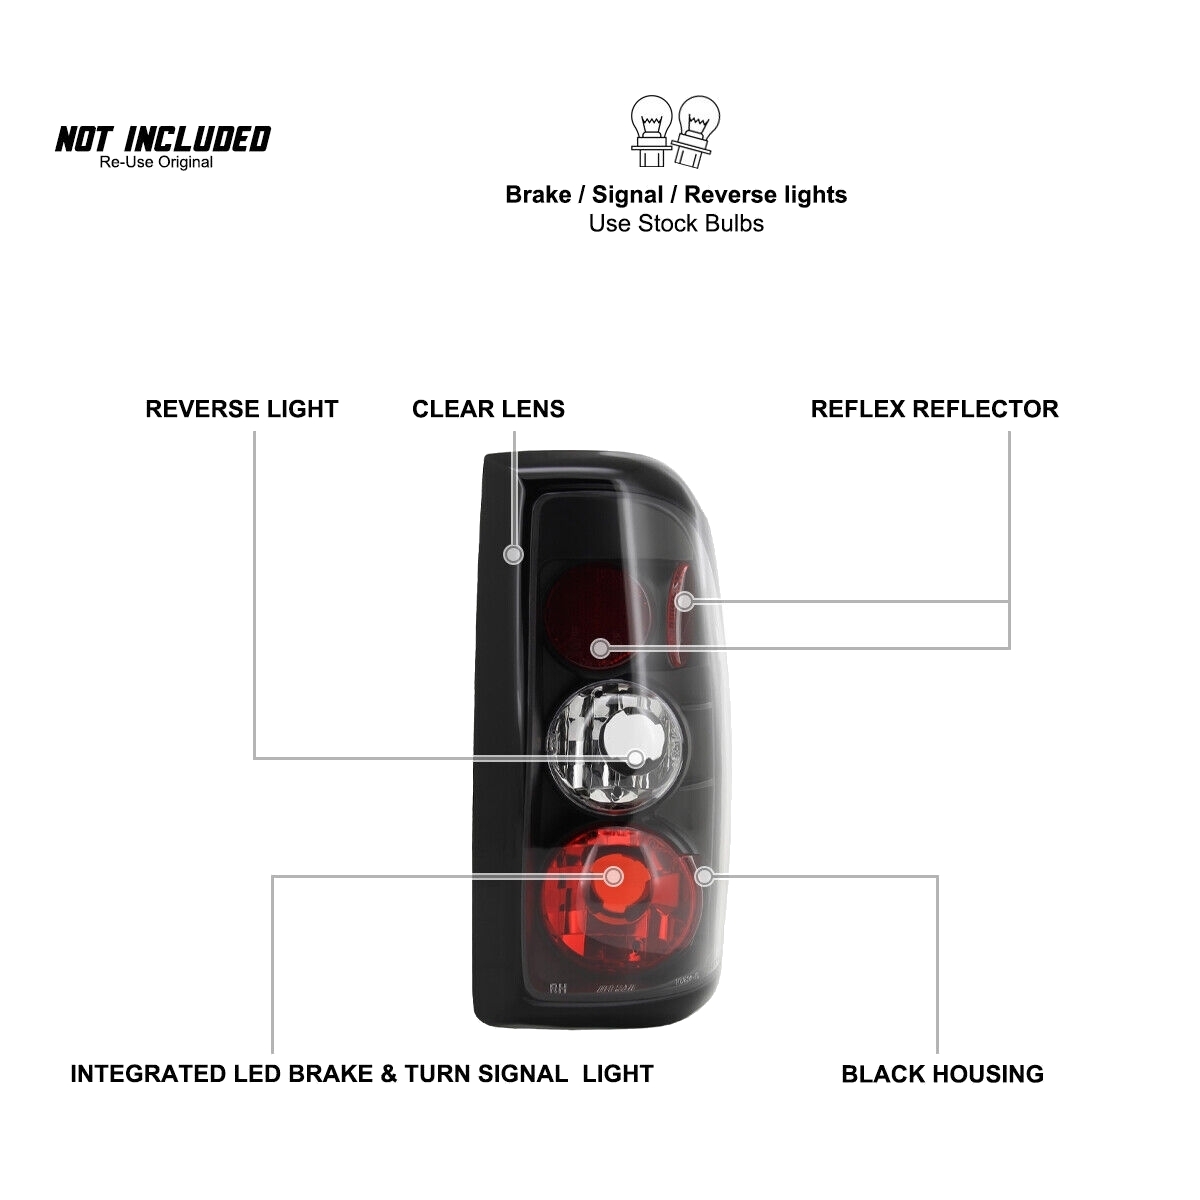 NOT INCLUDED
Re-Use Original
Brake / Signal / Reverse lights
Use Stock Bulbs
REVERSE LIGHT
CLEAR LENS
REFLEX REFLECTOR
RH
INTEGRATED LED BRAKE & TURN SIGNAL LIGHT
BLACK HOUSING